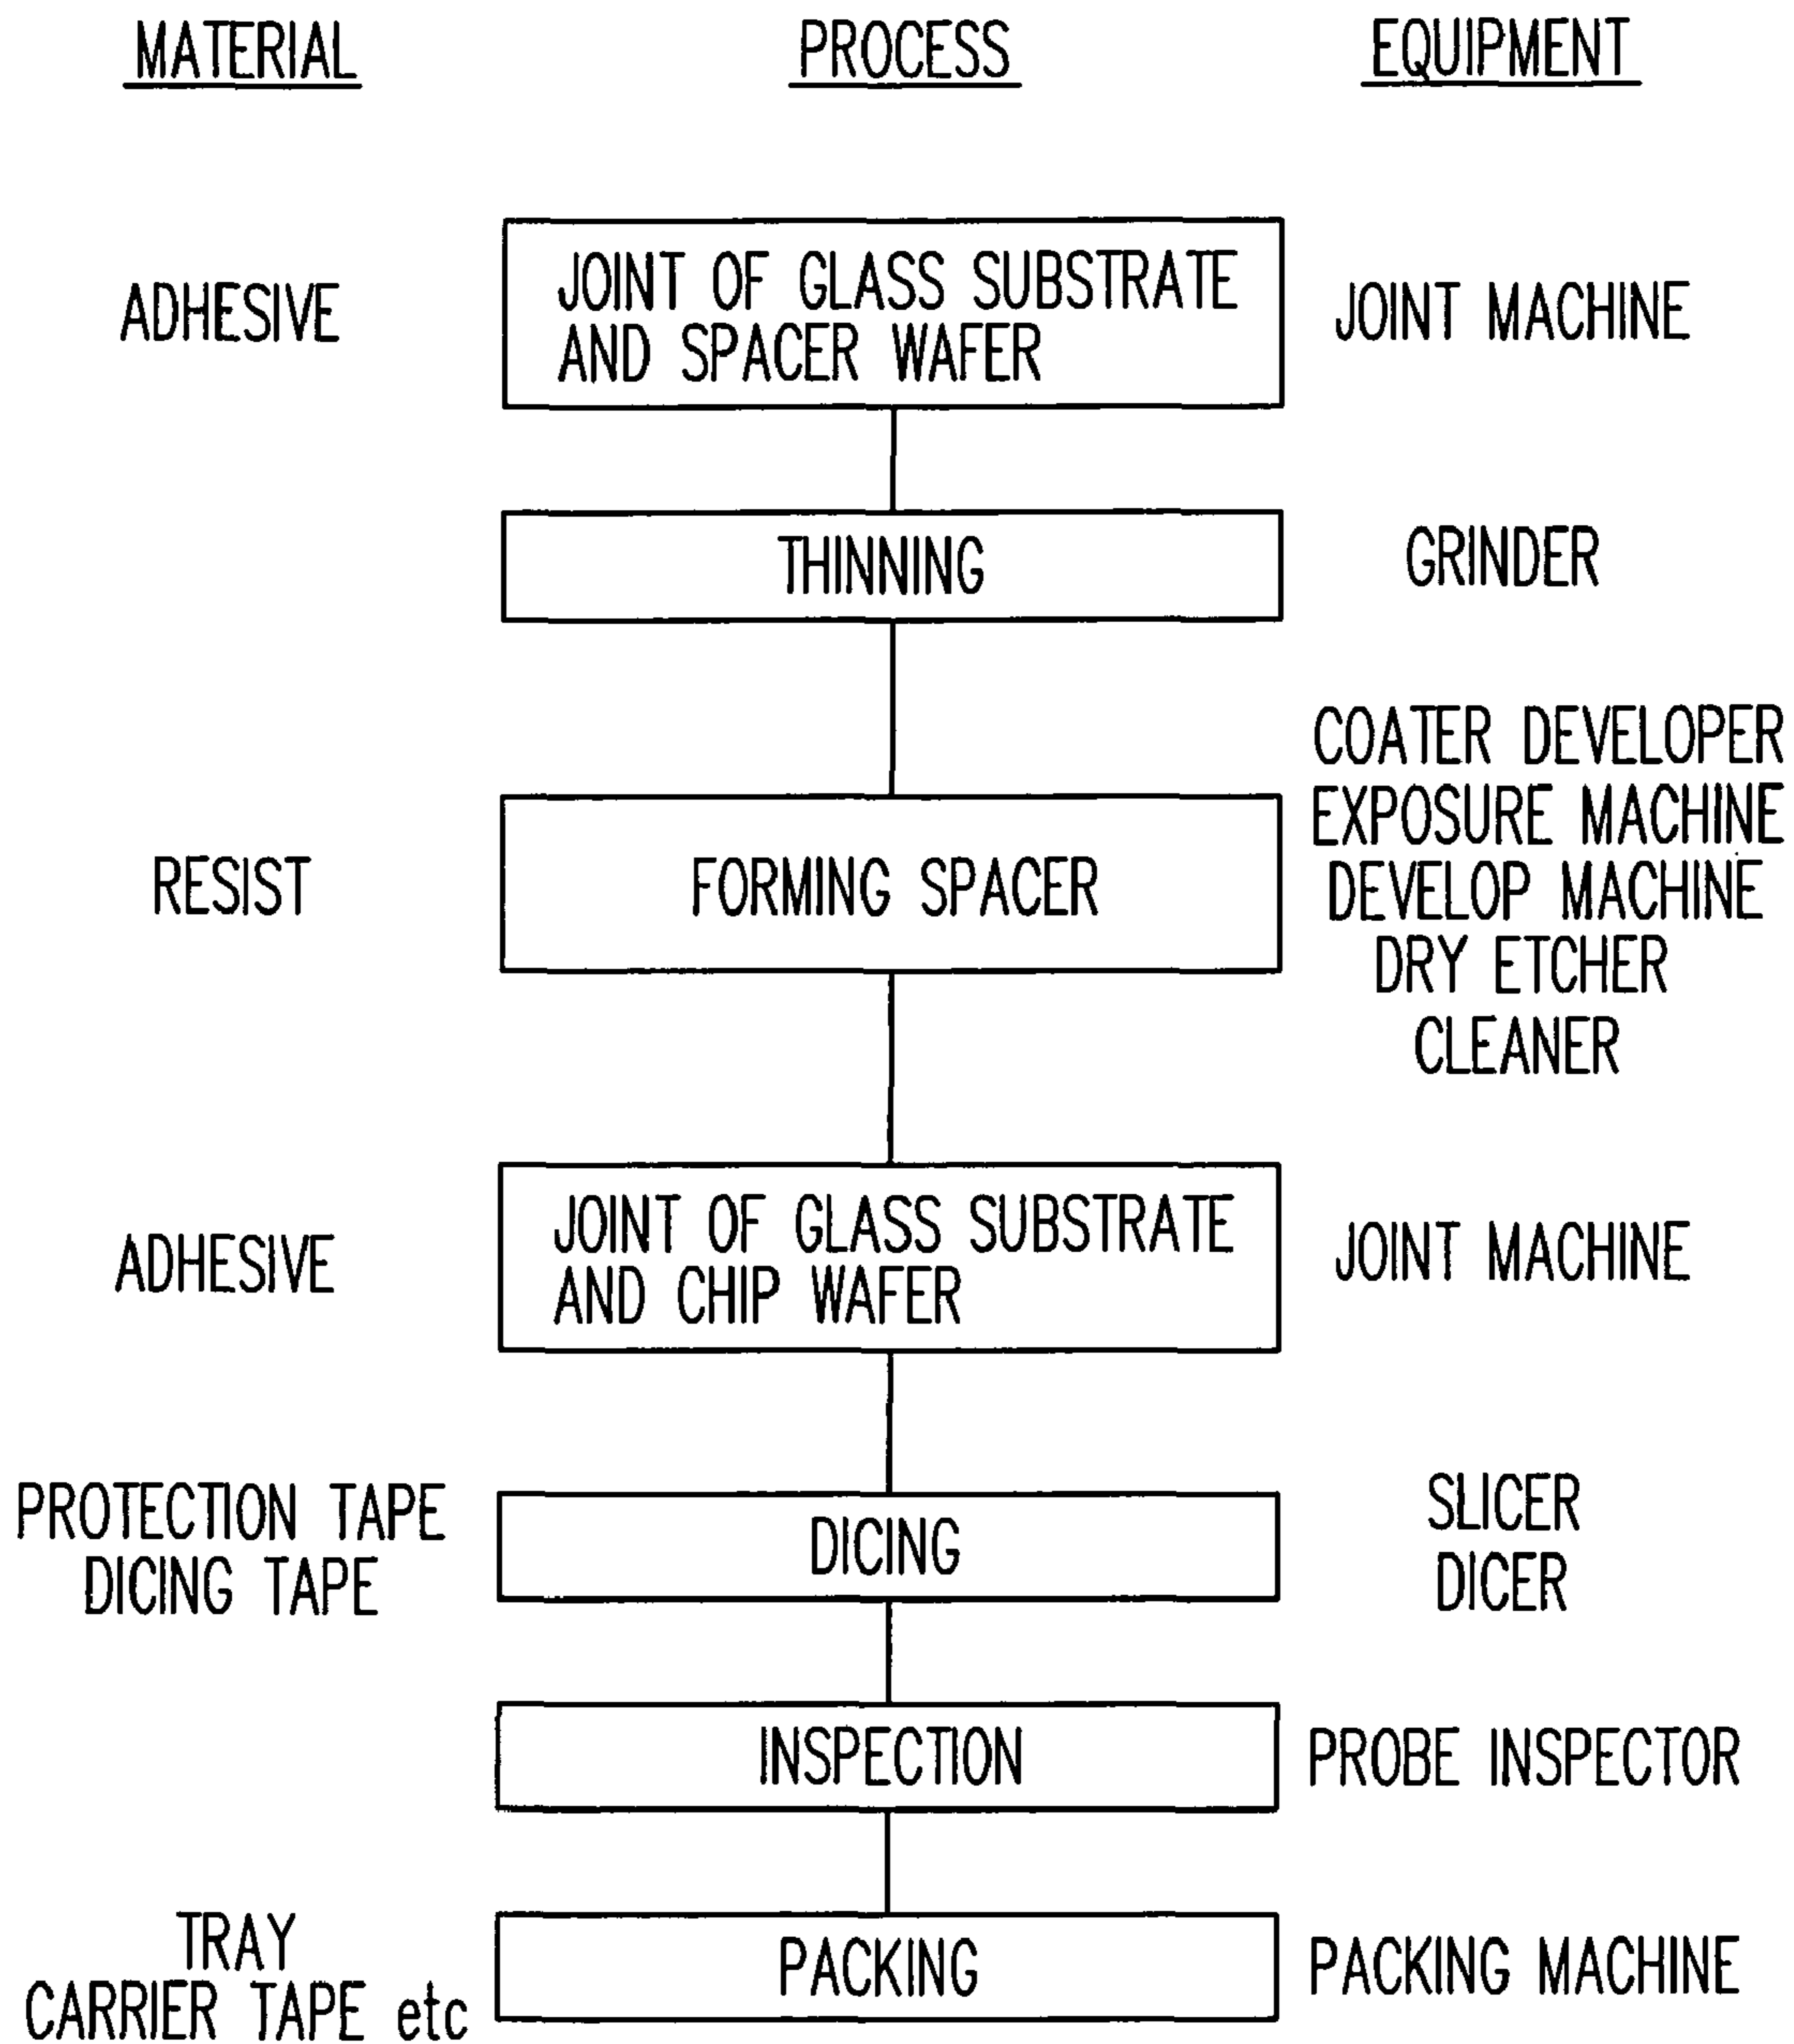 MATERIAL PROCESS EQUIPMENT
ADHESIVE
JOINT OF GLASS SUBSTRATE
AND SPACER WAFER
JOINT MACHINE
THINNING
GRINDER
RESIST
FORMING SPACER
COATER DEVELOPER
EXPOSURE MACHINE
DEVELOP MACHINE
DRY ETCHER
CLEANER
ADHESIVE
JOINT OF GLASS SUBSTRATE
AND CHIP WAFER
JOINT MACHINE
PROTECTION TAPE
DICING TAPE
DICING
SLICER
DICER
INSPECTION
PROBE INSPECTOR
TRAY
CARRIER TAPE etc
PACKING
PACKING MACHINE